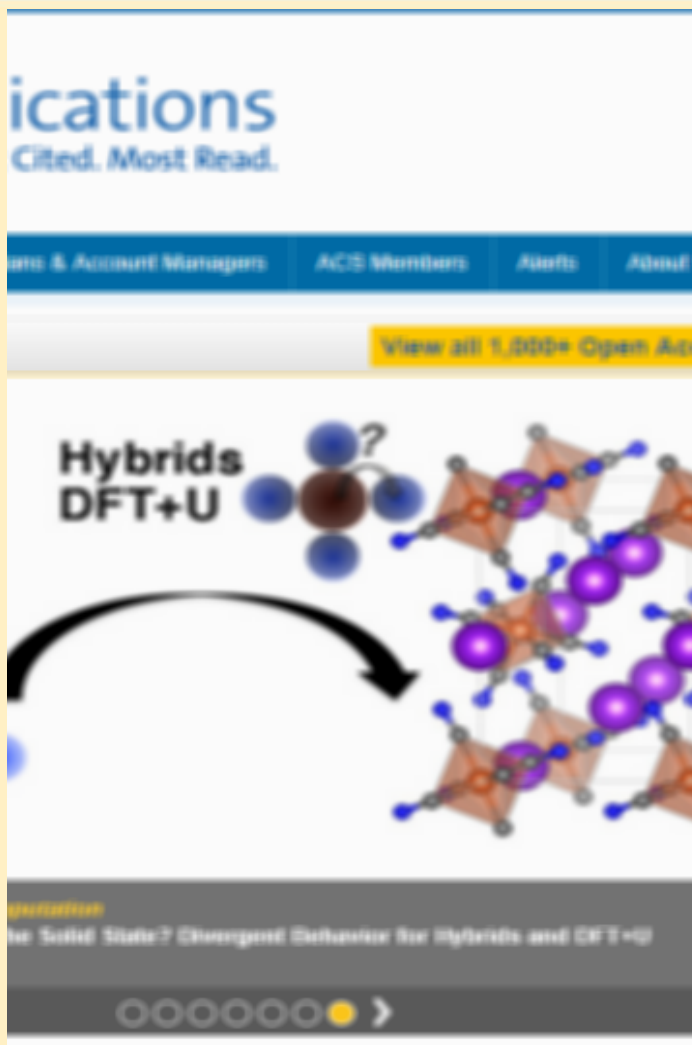 ications
Cited. Most Read.
ans & Account Managers
ACS Members
Alerts
About
View all 1,000+ Open Ac
Hybrids
DFT+U
?
putation
he Solid State? Divergent Behavior for Hybrids and DFT+U